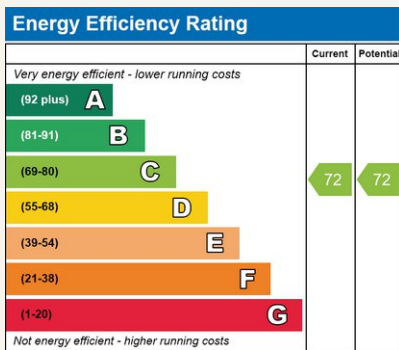 Energy Efficiency Rating
Current Potential
Very energy efficient - lower running costs
(92 plus) A
(81-91) B
(69-80) C 72 72
(55-68) D
(39-54) E
(21-38) F
(1-20) G
Not energy efficient - higher running costs